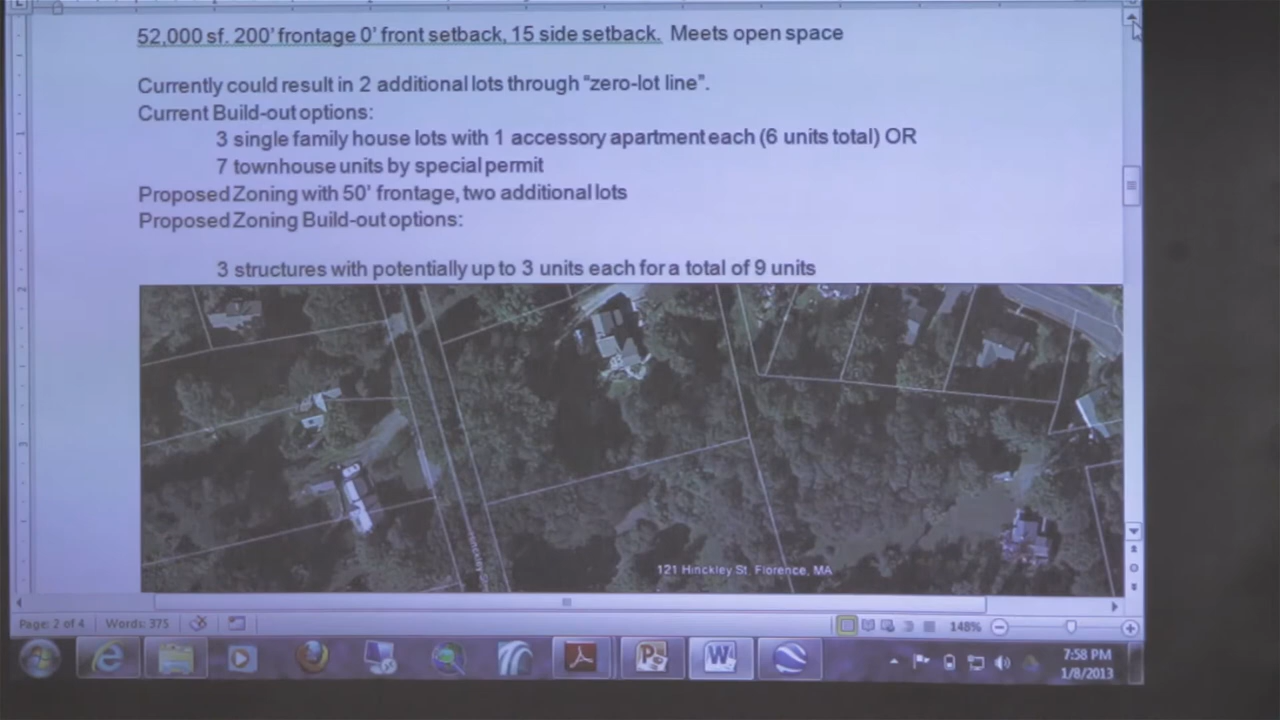 52,000 sf. 200' frontage 0' front setback, 15 side setback. Meets open space
Currently could result in 2 additional lots through "zero-lot line".
Current Build-out options:
3 single family house lots with 1 accessory apartment each (6 units total) OR
7 townhouse units by special permit
Proposed Zoning with 50' frontage, two additional lots
Proposed Zoning Build-out options:
3 structures with potentially up to 3 units each for a total of 9 units
121 Hinckley St, Florence, MA
Page: 2 of 4
Words: 375
148%
7:58 PM
1/8/2013